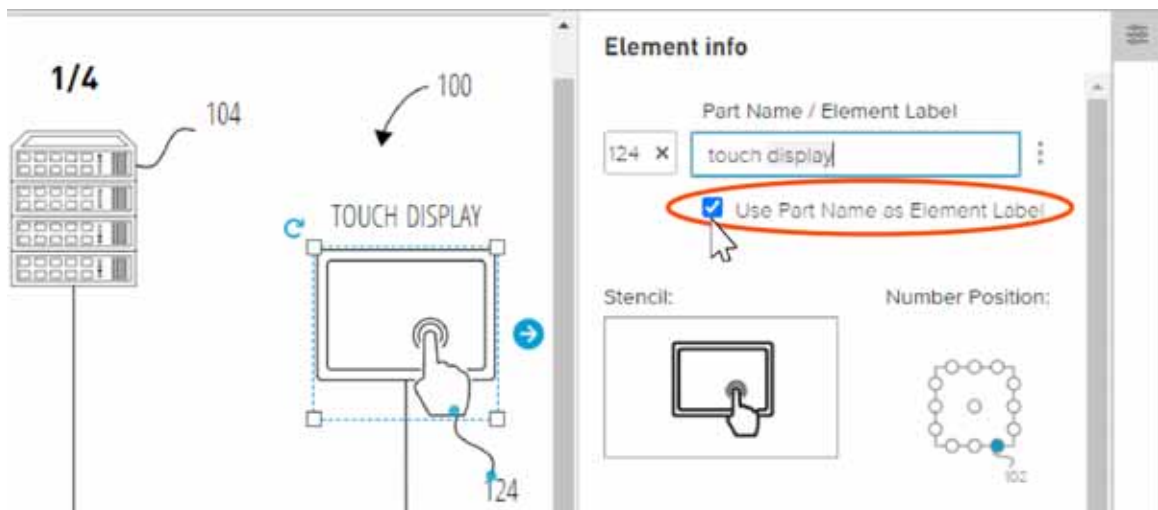 1/4
104
100
TOUCH DISPLAY
124
Element info
Part Name / Element Label
124 ×
touch display
Use Part Name as Element Label
Stencil:
Number Position:
102